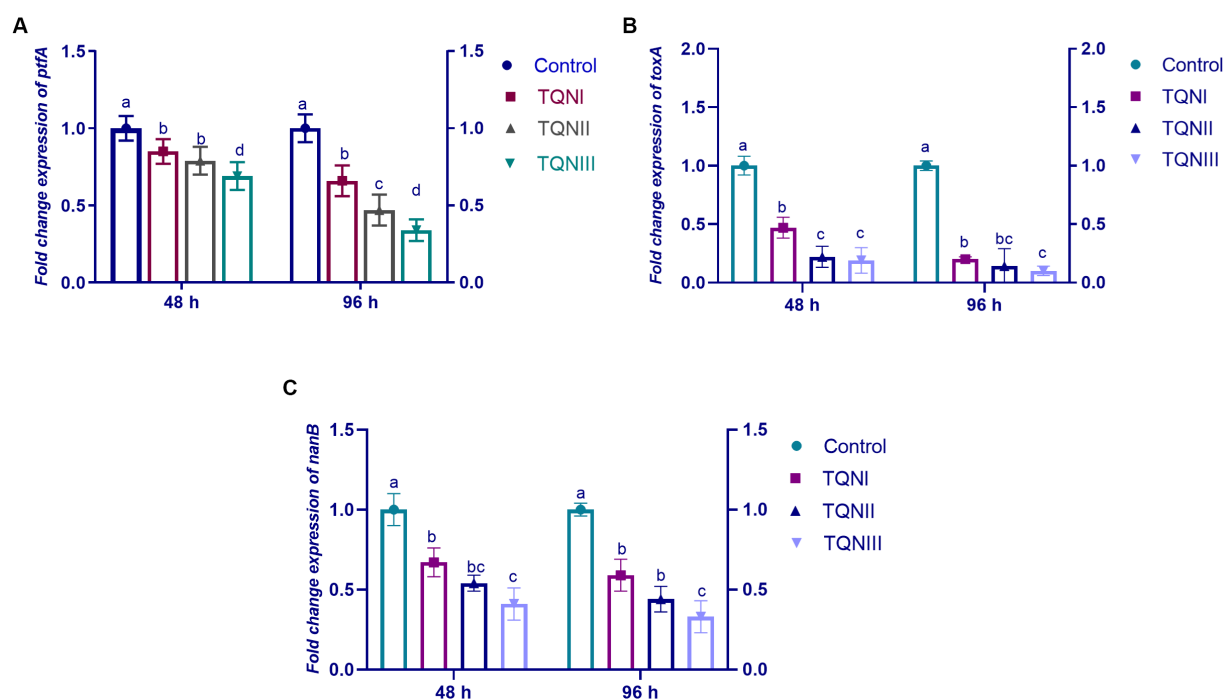 A
Fold change expression of ptfA
1.5
1.0
0.5
0.0
a
b
b
d
a
b
c
d
48 h
96 h
1.5
1.0
0.5
0.0
Control
TQNI
TQNII
TQNIII
B
Fold change expression of toxA
2.0
1.5
1.0
0.5
0.0
a
b
c
c
a
b
bc
c
48 h
96 h
2.0
1.5
1.0
0.5
0.0
Control
TQNI
TQNII
TQNIII
C
Fold change expression of nanB
1.5
1.0
0.5
0.0
a
b
bc
c
a
b
b
c
48 h
96 h
1.5
1.0
0.5
0.0
Control
TQNI
TQNII
TQNIII